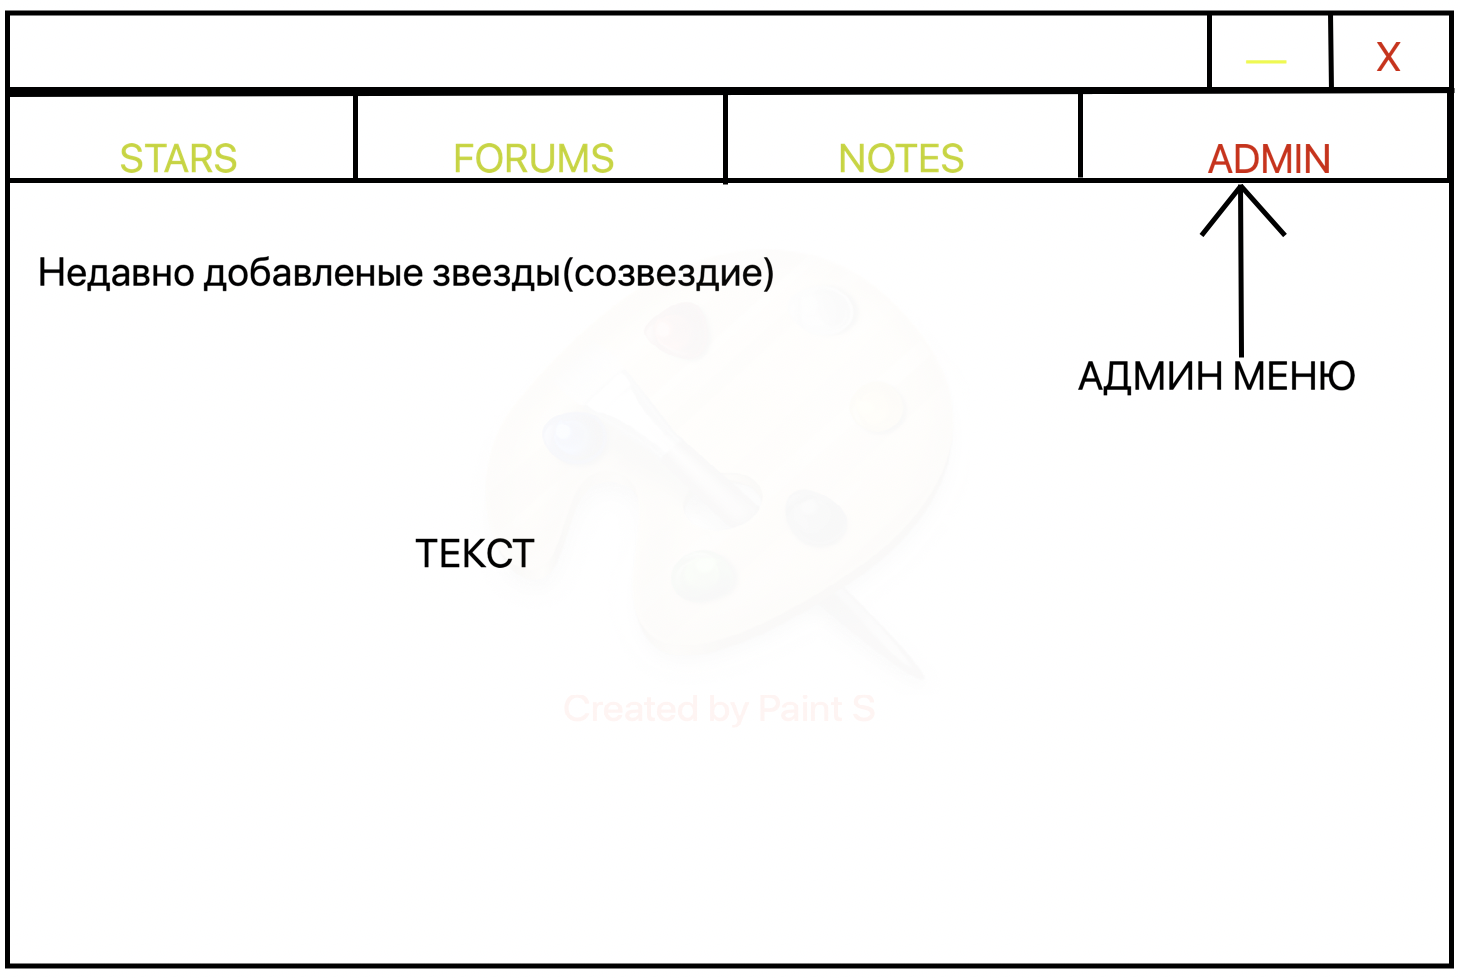 — X
STARS FORUMS NOTES ADMIN
Недавно добавленые звезды(созвездие)
АДМИН МЕНЮ
ТЕКСТ
Created by Paint S